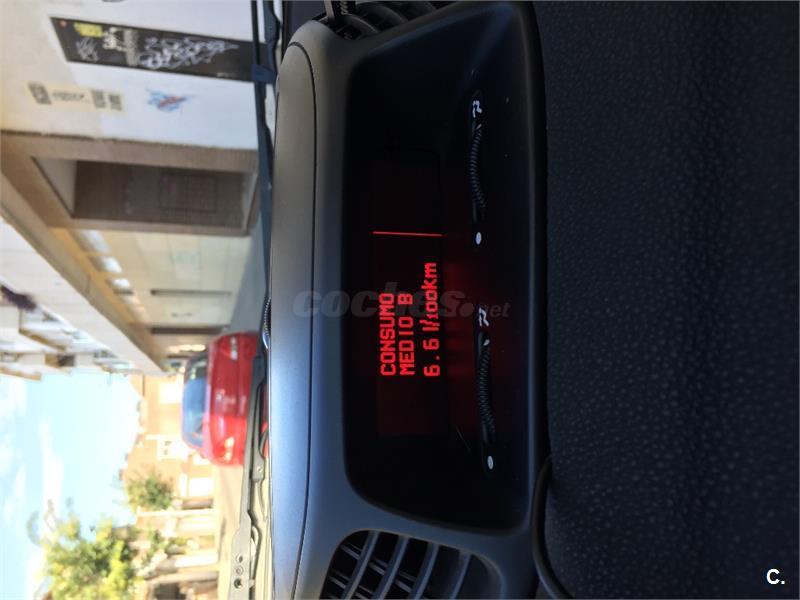 CONSUMO
MEDIO B
6.6 l/100km
coches.net
C.